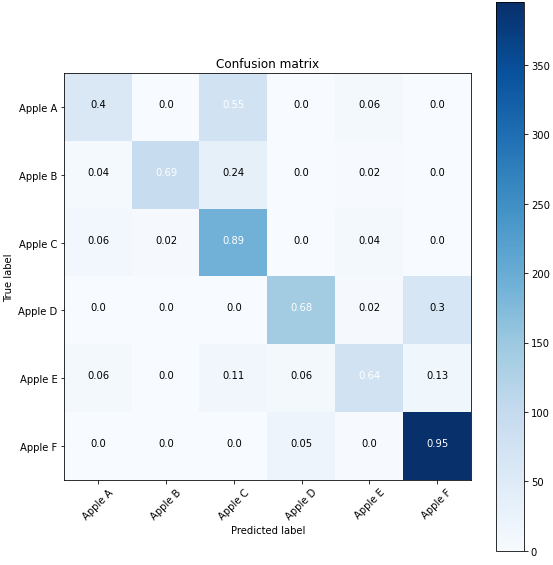 Confusion matrix
Apple A 0.4 0.0 0.55 0.0 0.06 0.0
Apple B 0.04 0.69 0.24 0.0 0.02 0.0
Apple C 0.06 0.02 0.89 0.0 0.04 0.0
Apple D 0.0 0.0 0.0 0.68 0.02 0.3
Apple E 0.06 0.0 0.11 0.06 0.64 0.13
Apple F 0.0 0.0 0.0 0.05 0.0 0.95
True label
Apple A Apple B Apple C Apple D Apple E Apple F
Predicted label
350
300
250
200
150
100
50
0